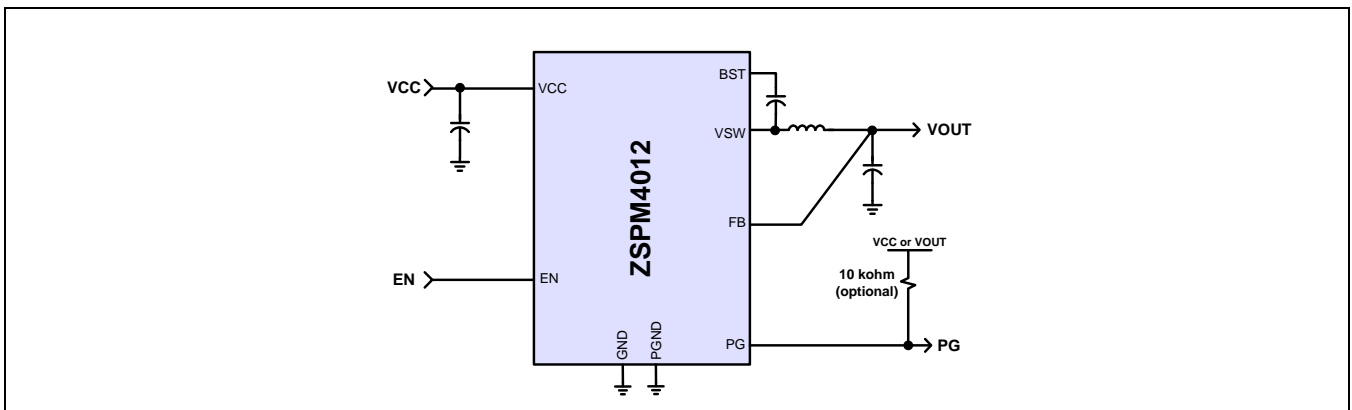 VCC
VCC
EN
EN
ZSPM4012
GND
PGND
BST
VSW
FB
PG
VOUT
VCC or VOUT
10 kohm
(optional)
PG